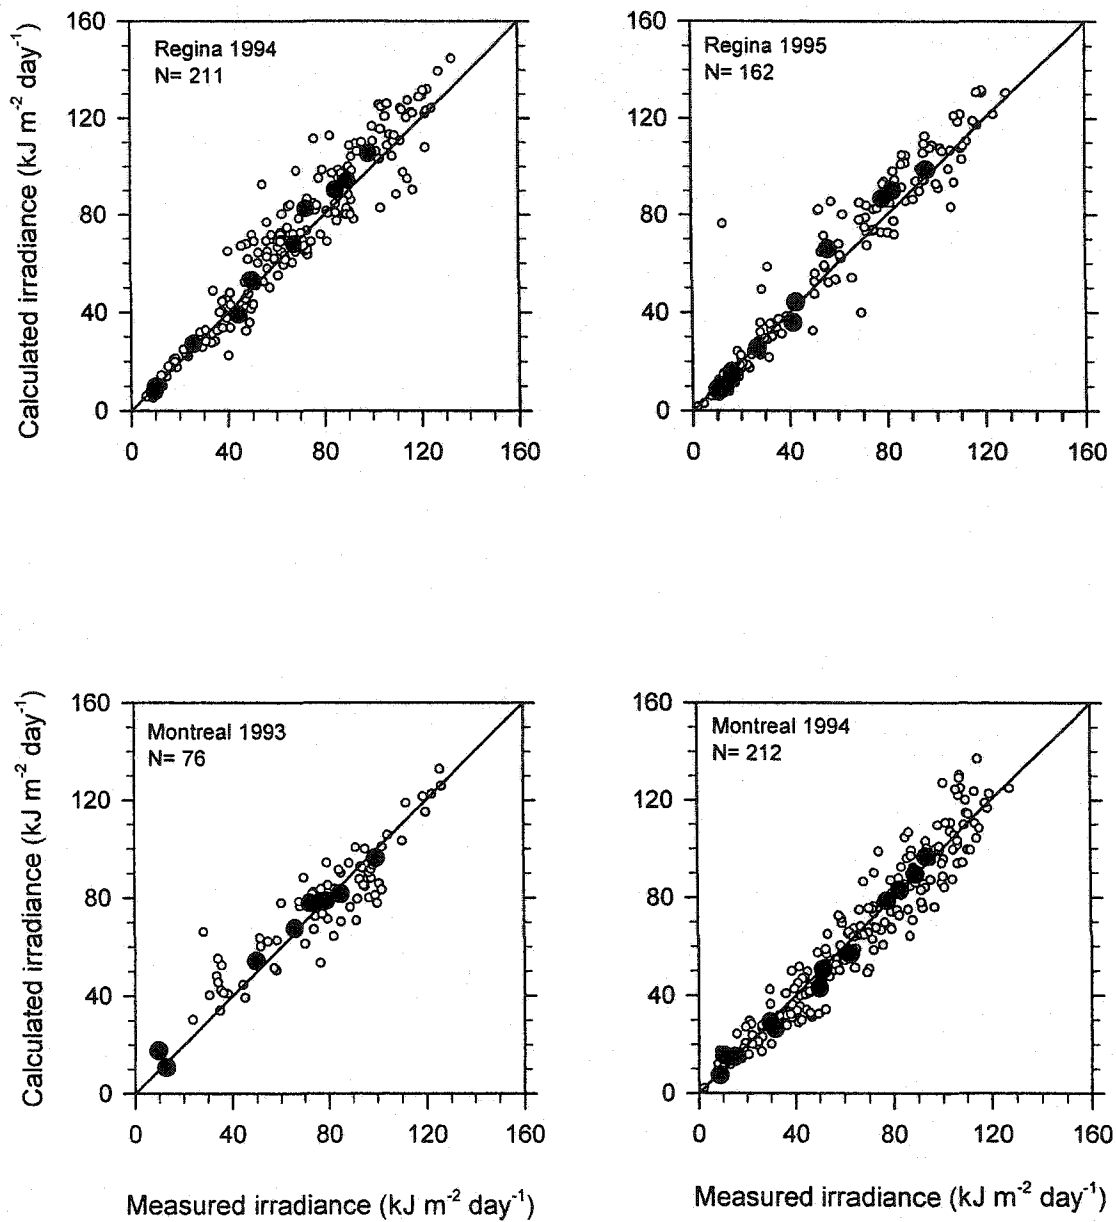 160
120
80
40
0
Calculated irradiance (kJ m-2 day-1)
Regina 1994
N= 211
0 40 80 120 160
160
120
80
40
0
Regina 1995
N= 162
0 40 80 120 160
160
120
80
40
0
Calculated irradiance (kJ m-2 day-1)
Montreal 1993
N= 76
0 40 80 120 160
Measured irradiance (kJ m-2 day-1)
160
120
80
40
0
Montreal 1994
N= 212
0 40 80 120 160
Measured irradiance (kJ m-2 day-1)